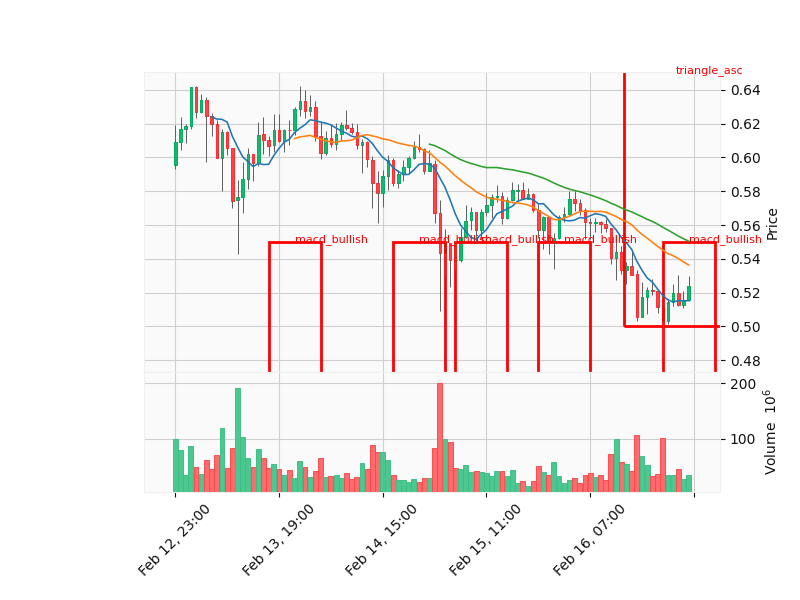 triangle_asc
0.64
0.62
0.60
0.58
0.56
0.54
0.52
0.50
0.48
Price
macd_bullish
macd_bullish
macd_bullish
macd_bullish
macd_bullish
200
100
Volume 10^6
Feb 12, 23:00
Feb 13, 19:00
Feb 14, 15:00
Feb 15, 11:00
Feb 16, 07:00